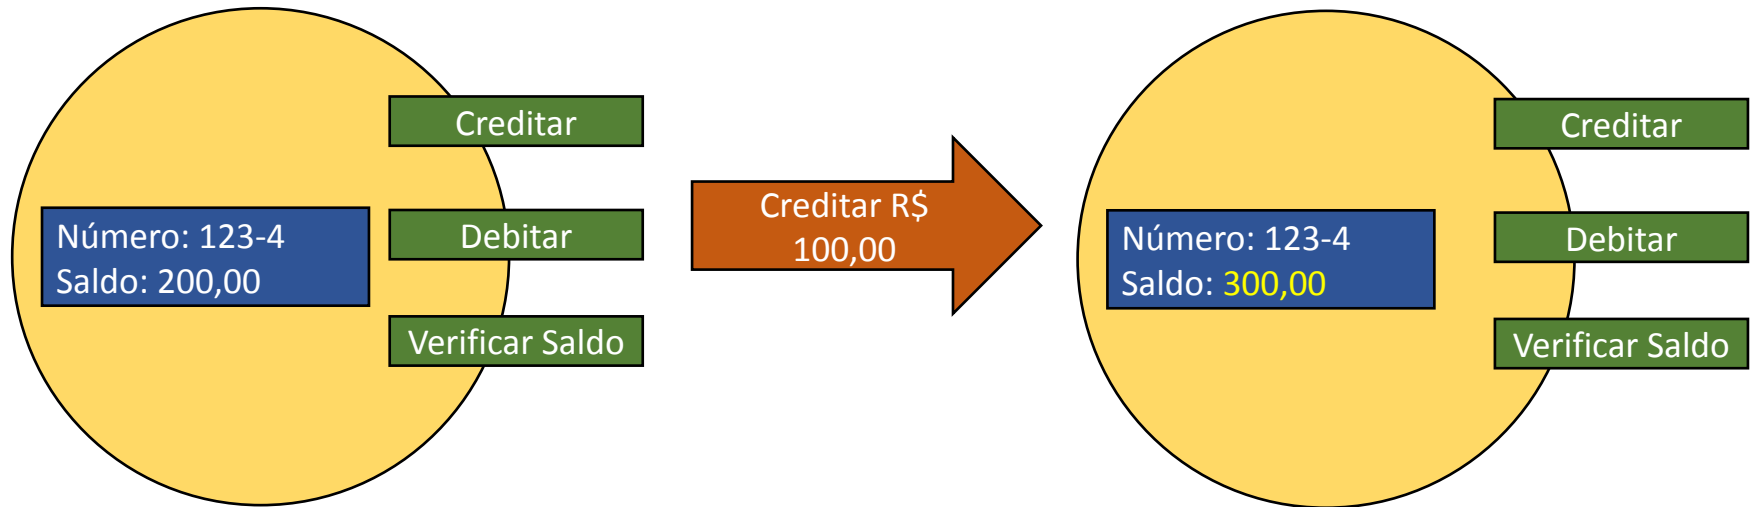 Creditar
Número: 123-4
Saldo: 200,00
Debitar
Verificar Saldo
Creditar R$
100,00
Creditar
Número: 123-4
Saldo: 300,00
Debitar
Verificar Saldo